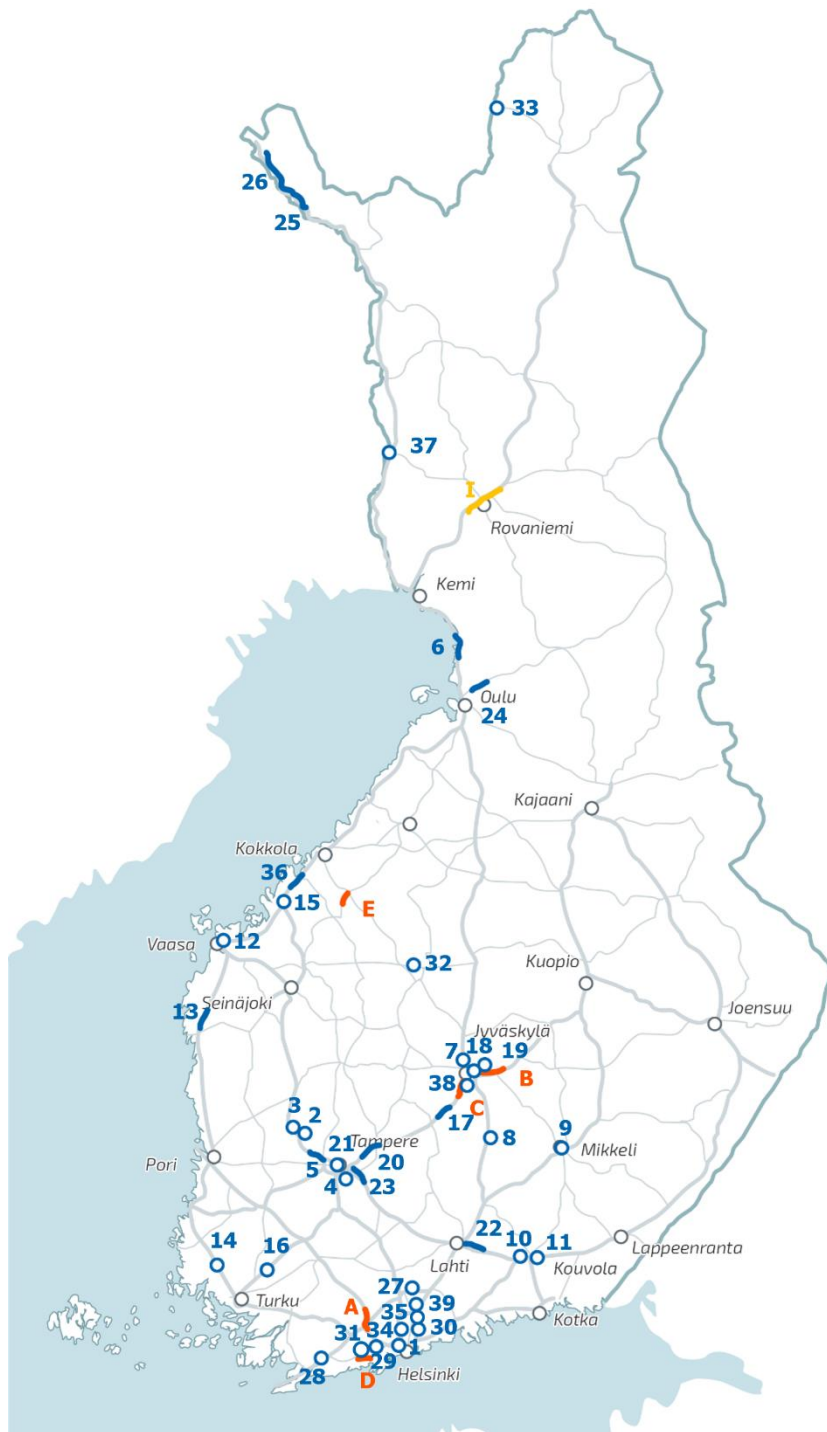 33
26
25
37
I
Rovaniemi
Kemi
6
Oulu
24
Kajaani
Kokkola
36
15
E
12
Vaasa
32
Kuopio
13
Seinäjoki
Joensuu
Jyväskylä
7
18
19
B
38
C
17
3
2
8
9
Mikkeli
Tampere
21
20
5
4
23
Pori
22
10
11
Lahti
Kouvola
Lappeenranta
14
16
27
Turku
A
39
35
Kotka
31
34
30
1
29
Helsinki
28
D